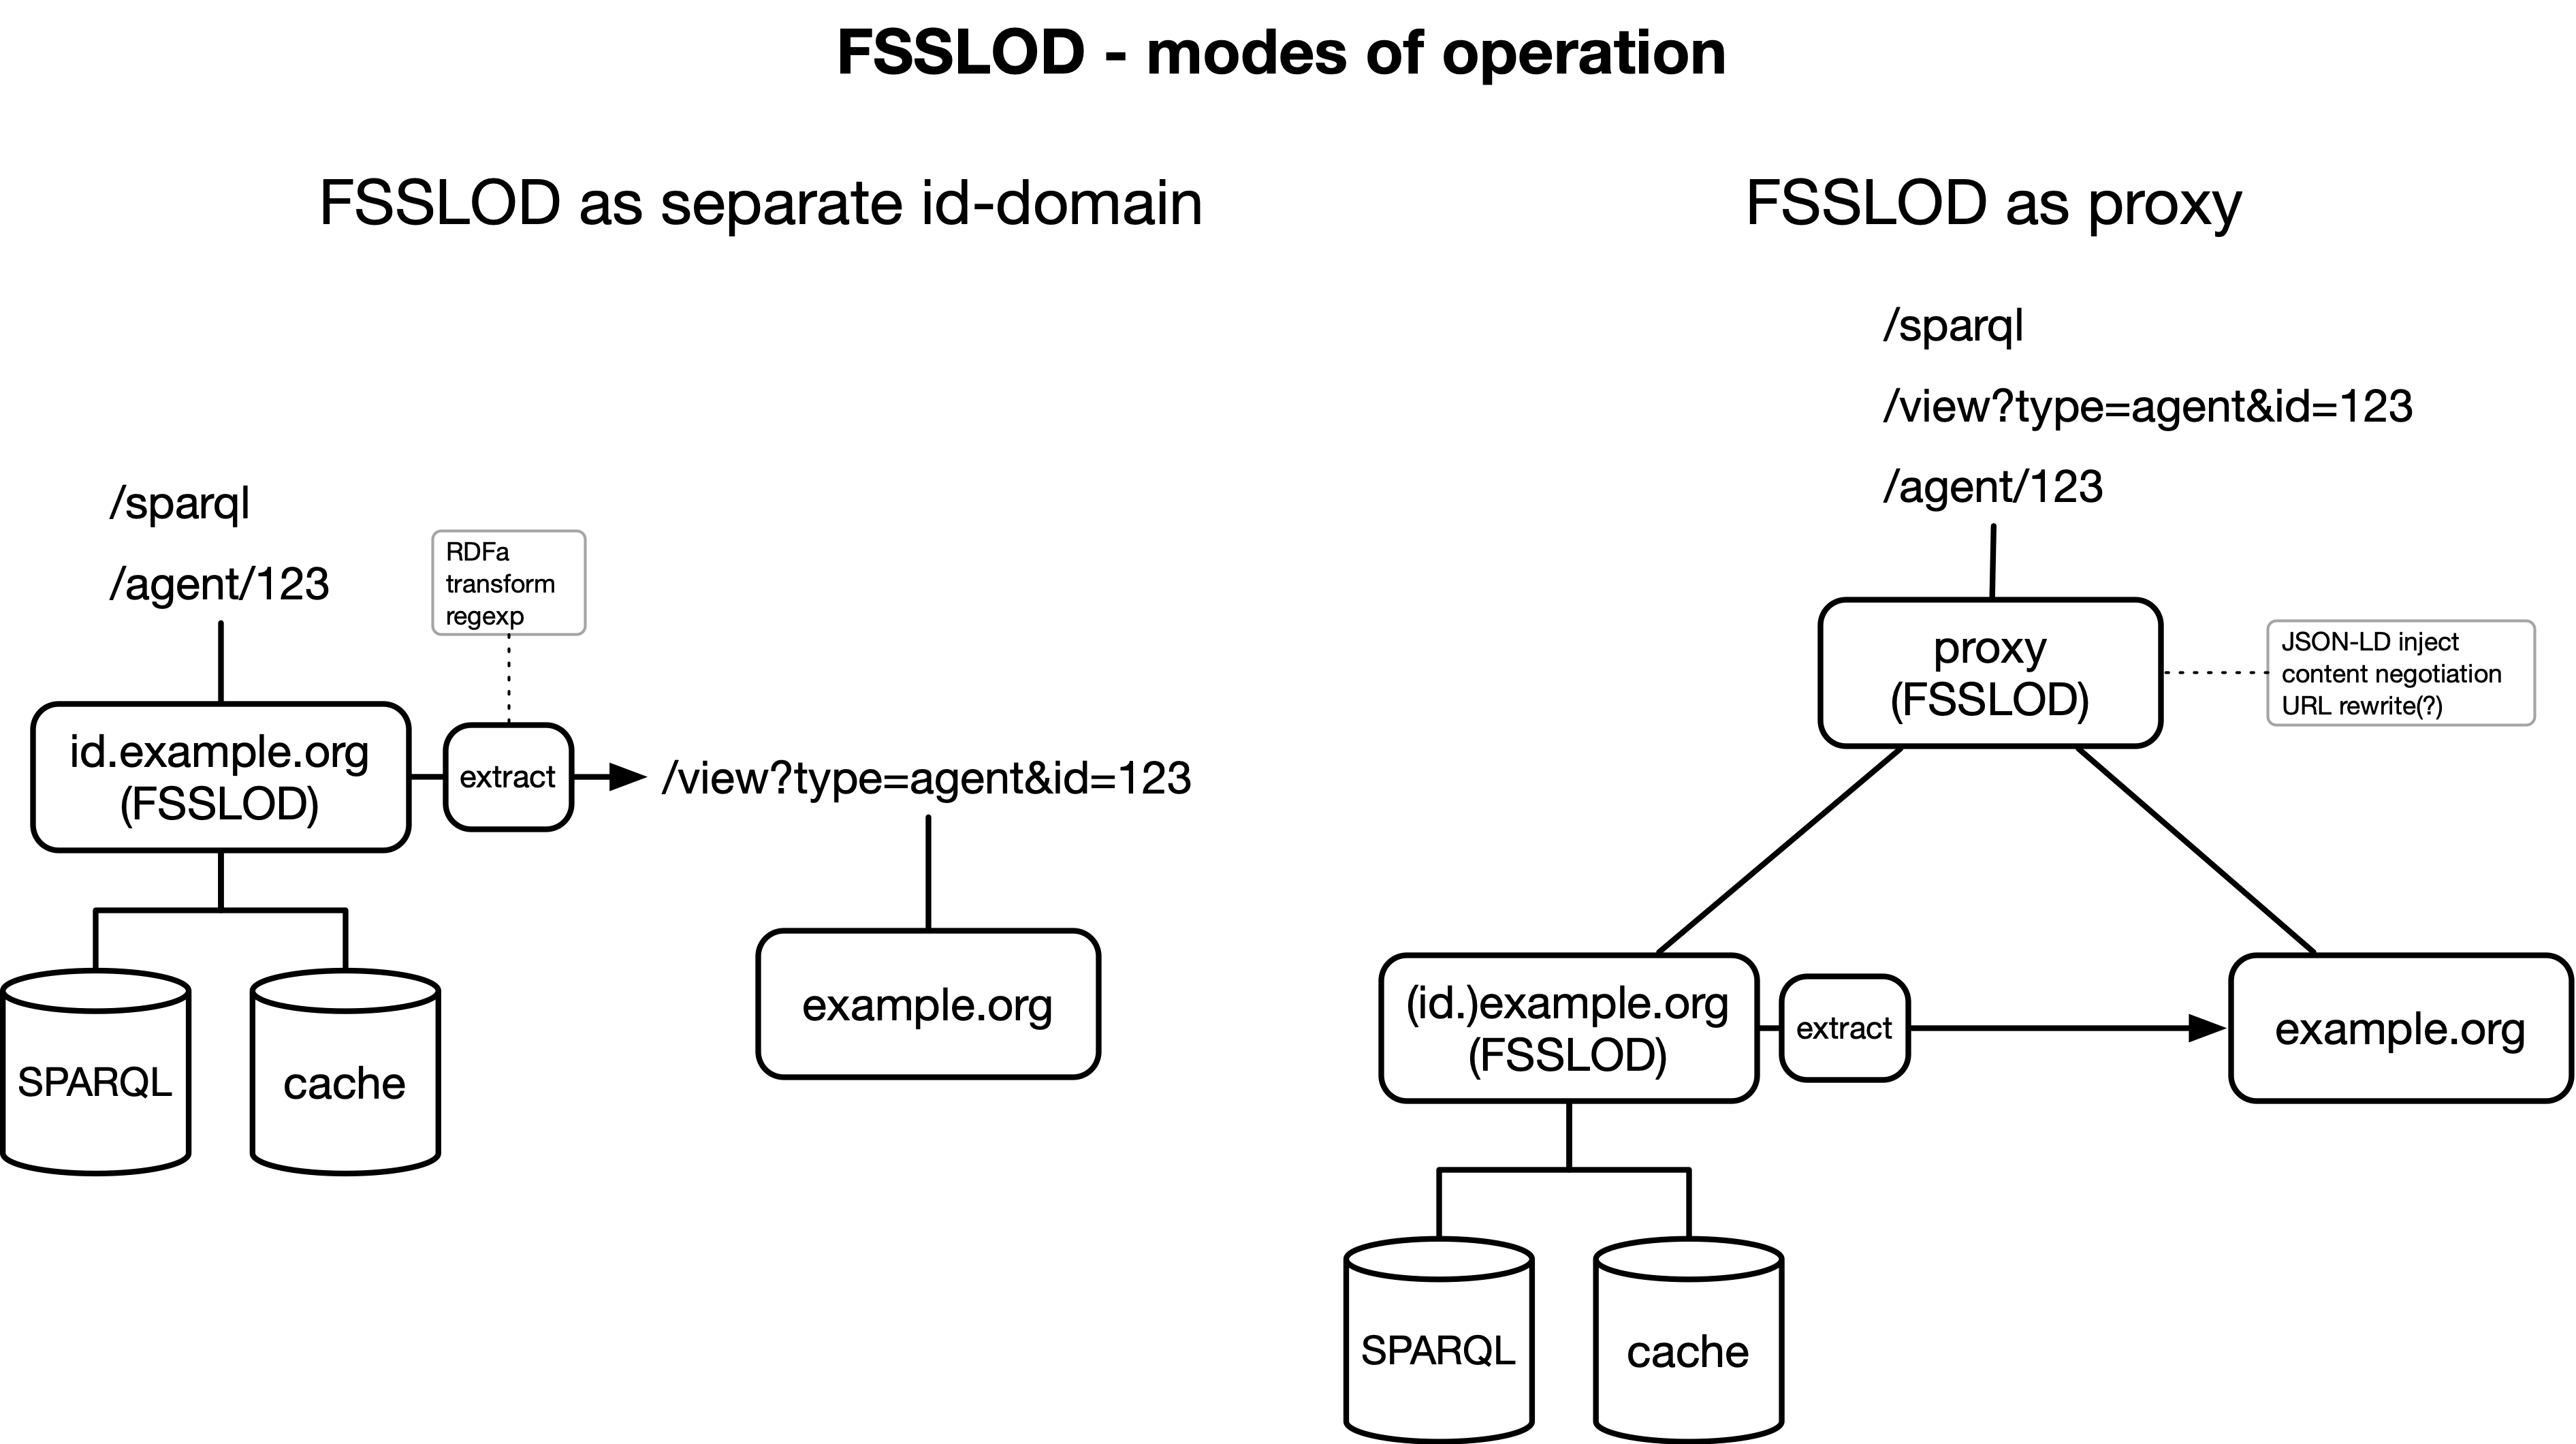 FSSLOD - modes of operation
FSSLOD as separate id-domain
/sparql
/agent/123
RDFa
transform
regexp
id.example.org
(FSSLOD)
extract
/view?type=agent&id=123
example.org
SPARQL
cache
FSSLOD as proxy
/sparql
/view?type=agent&id=123
/agent/123
proxy
(FSSLOD)
JSON-LD inject
content negotiation
URL rewrite(?)
(id.)example.org
(FSSLOD)
extract
example.org
SPARQL
cache